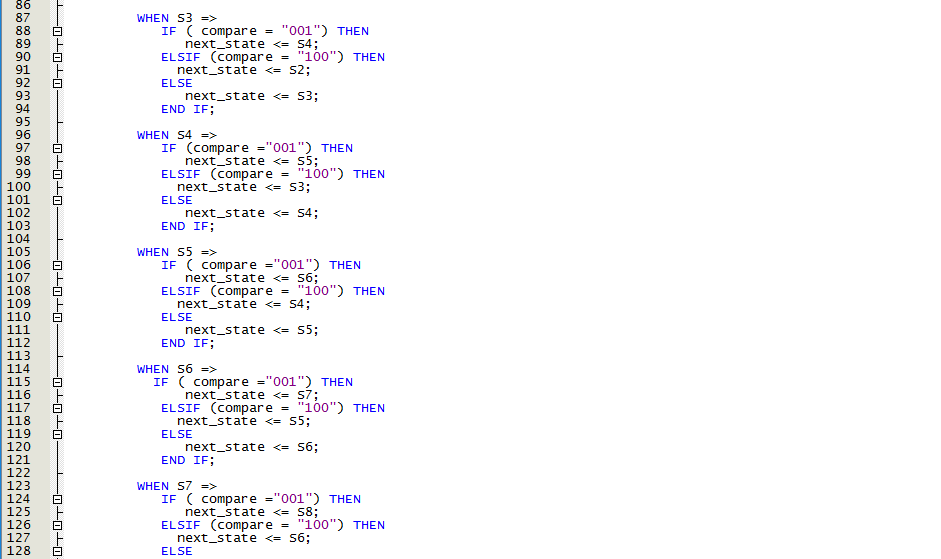 86
87 WHEN S3 =>
88 IF ( compare = "001") THEN
89 next_state <= S4;
90 ELSIF (compare = "100") THEN
91 next_state <= S2;
92 ELSE
93 next_state <= S3;
94 END IF;
95
96 WHEN S4 =>
97 IF (compare ="001") THEN
98 next_state <= S5;
99 ELSIF (compare = "100") THEN
100 next_state <= S3;
101 ELSE
102 next_state <= S4;
103 END IF;
104
105 WHEN S5 =>
106 IF ( compare ="001") THEN
107 next_state <= S6;
108 ELSIF (compare = "100") THEN
109 next_state <= S4;
110 ELSE
111 next_state <= S5;
112 END IF;
113
114 WHEN S6 =>
115 IF ( compare ="001") THEN
116 next_state <= S7;
117 ELSIF (compare = "100") THEN
118 next_state <= S5;
119 ELSE
120 next_state <= S6;
121 END IF;
122
123 WHEN S7 =>
124 IF ( compare ="001") THEN
125 next_state <= S8;
126 ELSIF (compare = "100") THEN
127 next_state <= S6;
128 ELSE